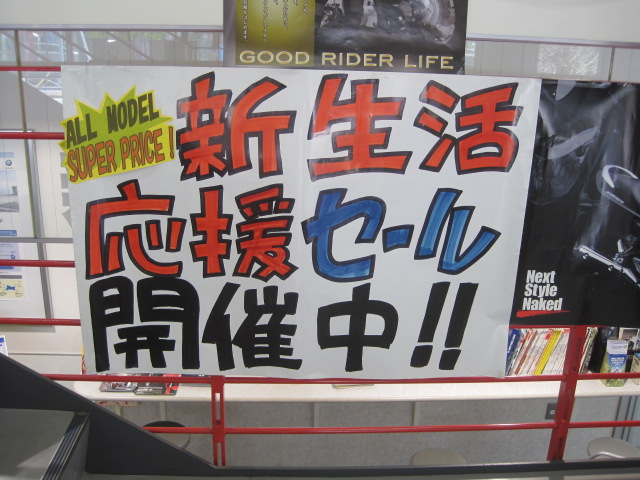 GOOD RIDER LIFE
ALL MODEL
SUPER PRICE!
新生活
応援セール
開催中!!
Next
Style
Naked